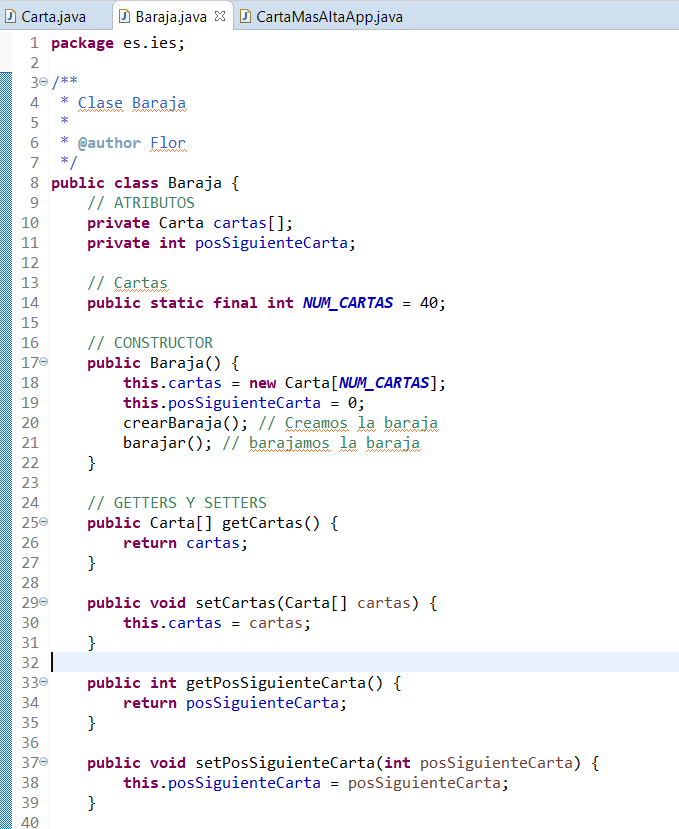 Carta.java Baraja.java CartaMasAltaApp.java
1 package es.ies;
2
3 /**
4  * Clase Baraja
5  *
6  * @author Flor
7  */
8 public class Baraja {
9     // ATRIBUTOS
10     private Carta cartas[];
11     private int posSiguienteCarta;
12
13     // Cartas
14     public static final int NUM_CARTAS = 40;
15
16     // CONSTRUCTOR
17     public Baraja() {
18         this.cartas = new Carta[NUM_CARTAS];
19         this.posSiguienteCarta = 0;
20         crearBaraja(); // Creamos la baraja
21         barajar(); // barajamos la baraja
22     }
23
24     // GETTERS Y SETTERS
25     public Carta[] getCartas() {
26         return cartas;
27     }
28
29     public void setCartas(Carta[] cartas) {
30         this.cartas = cartas;
31     }
32
33     public int getPosSiguienteCarta() {
34         return posSiguienteCarta;
35     }
36
37     public void setPosSiguienteCarta(int posSiguienteCarta) {
38         this.posSiguienteCarta = posSiguienteCarta;
39     }
40